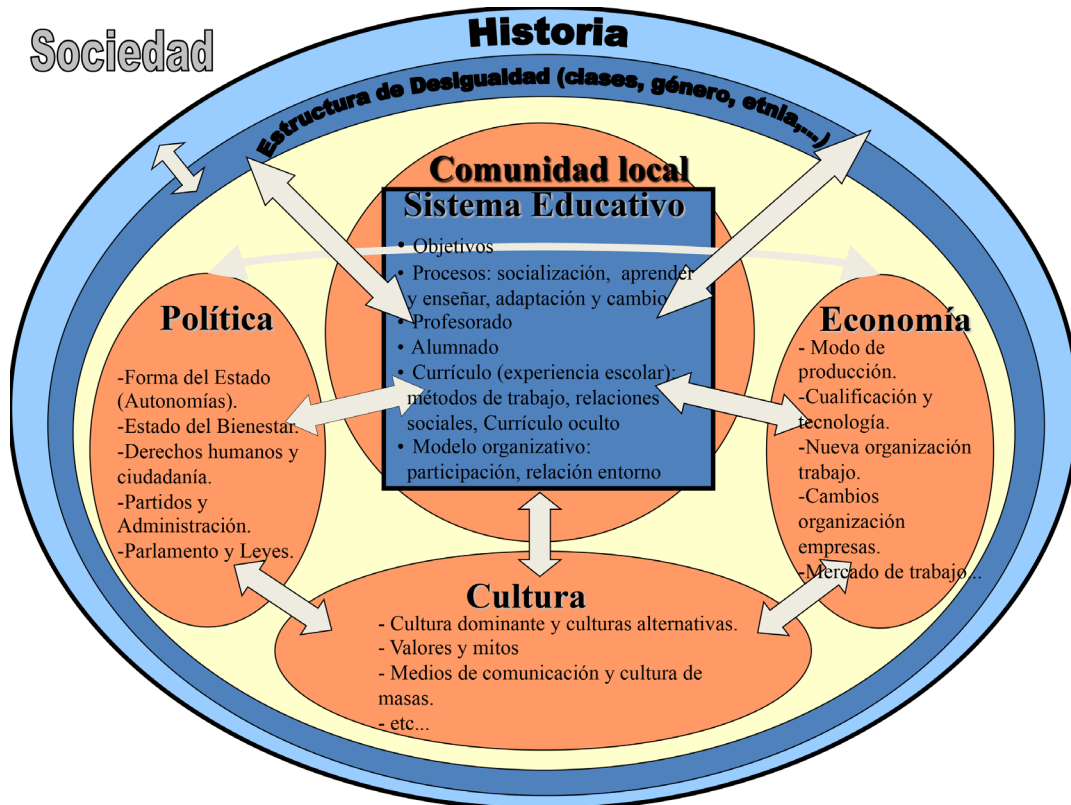 Sociedad
Historia
Estructura de Desigualdad (clases, género, etnia,...)
Comunidad local
Sistema Educativo
• Objetivos
• Procesos: socialización, aprender
y enseñar, adaptación y cambio
• Profesorado
• Alumnado
• Currículo (experiencia escolar):
métodos de trabajo, relaciones
sociales, Currículo oculto
• Modelo organizativo:
participación, relación entorno
Política
-Forma del Estado
(Autonomías).
-Estado del Bienestar.
-Derechos humanos y
ciudadanía.
-Partidos y
Administración.
-Parlamento y Leyes.
Economía
- Modo de
producción.
-Cualificación y
tecnología.
-Nueva organización
trabajo.
-Cambios
organización
empresas.
-Mercado de trabajo...
Cultura
- Cultura dominante y culturas alternativas.
- Valores y mitos
- Medios de comunicación y cultura de
masas.
- etc...